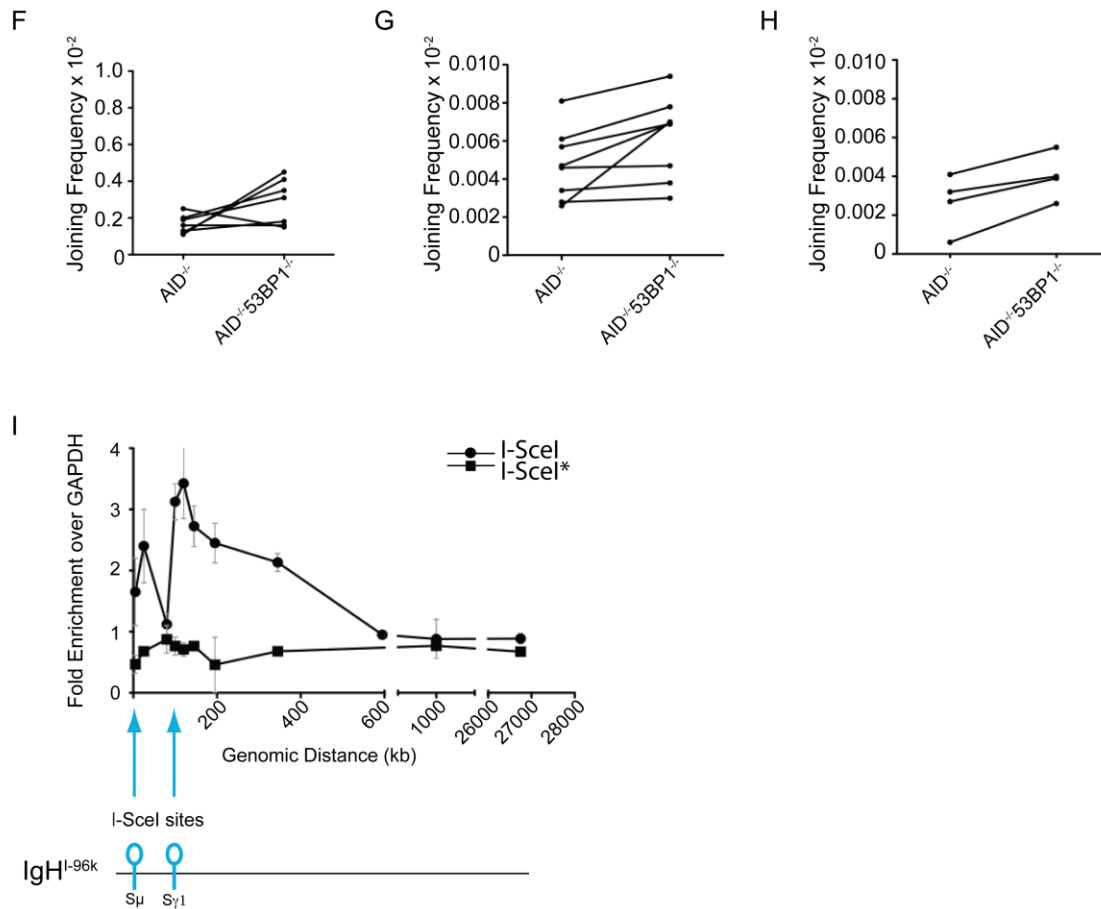 F
Joining Frequency x 10⁻²
1.0
0.8
0.6
0.4
0.2
0
AID⁻/⁻
AID⁻/⁻53BP1⁻/⁻
G
Joining Frequency x 10⁻²
0.010
0.008
0.006
0.004
0.002
0
AID⁻/⁻
AID⁻/⁻53BP1⁻/⁻
H
Joining Frequency x 10⁻²
0.010
0.008
0.006
0.004
0.002
0
AID⁻/⁻
AID⁻/⁻53BP1⁻/⁻
I
Fold Enrichment over GAPDH
4
3
2
1
0
I-SceI
I-SceI*
200
400
600
1000
26000
27000
28000
Genomic Distance (kb)
I-SceI sites
IgH^I-96k
Sμ
Sγ1